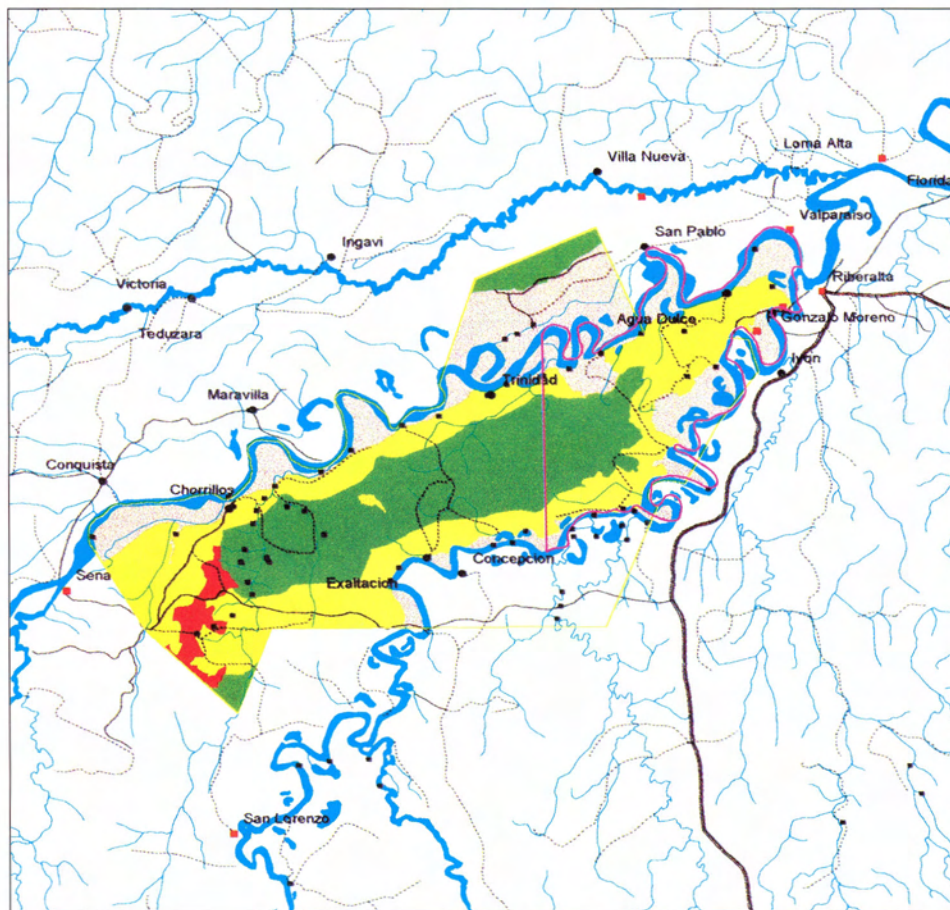 Loma Alta
Villa Nueva
Florida
Valparaiso
San Pablo
Ingavi
Riberalta
Victoria
Teduzara
Agua Dulce
Gonzalo Moreno
Ivon
Trinidad
Maravilla
Conquista
Chorrillos
Concepcion
Sena
Exaltacion
San Lorenzo